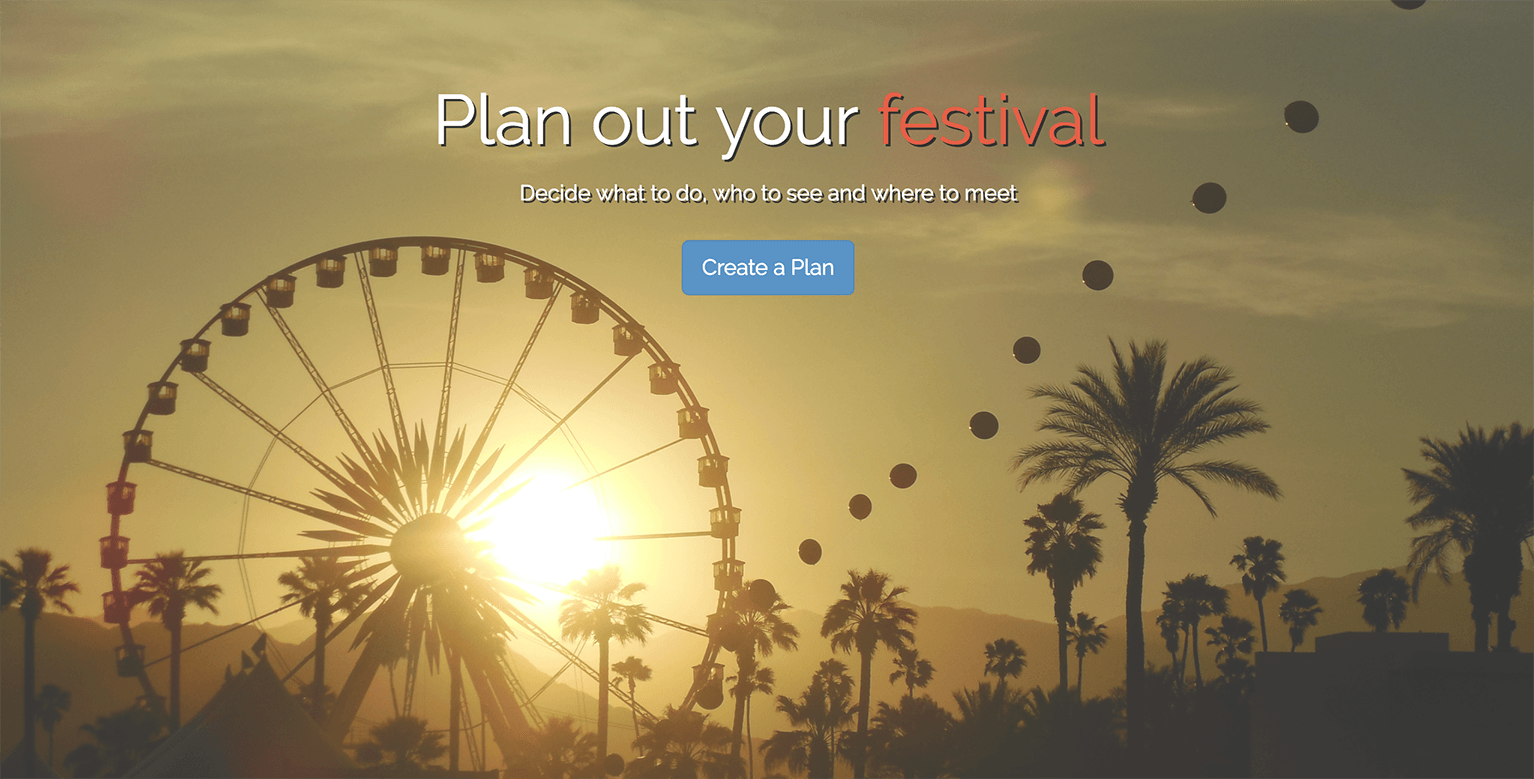 Plan out your festival
Decide what to do, who to see and where to meet
Create a Plan